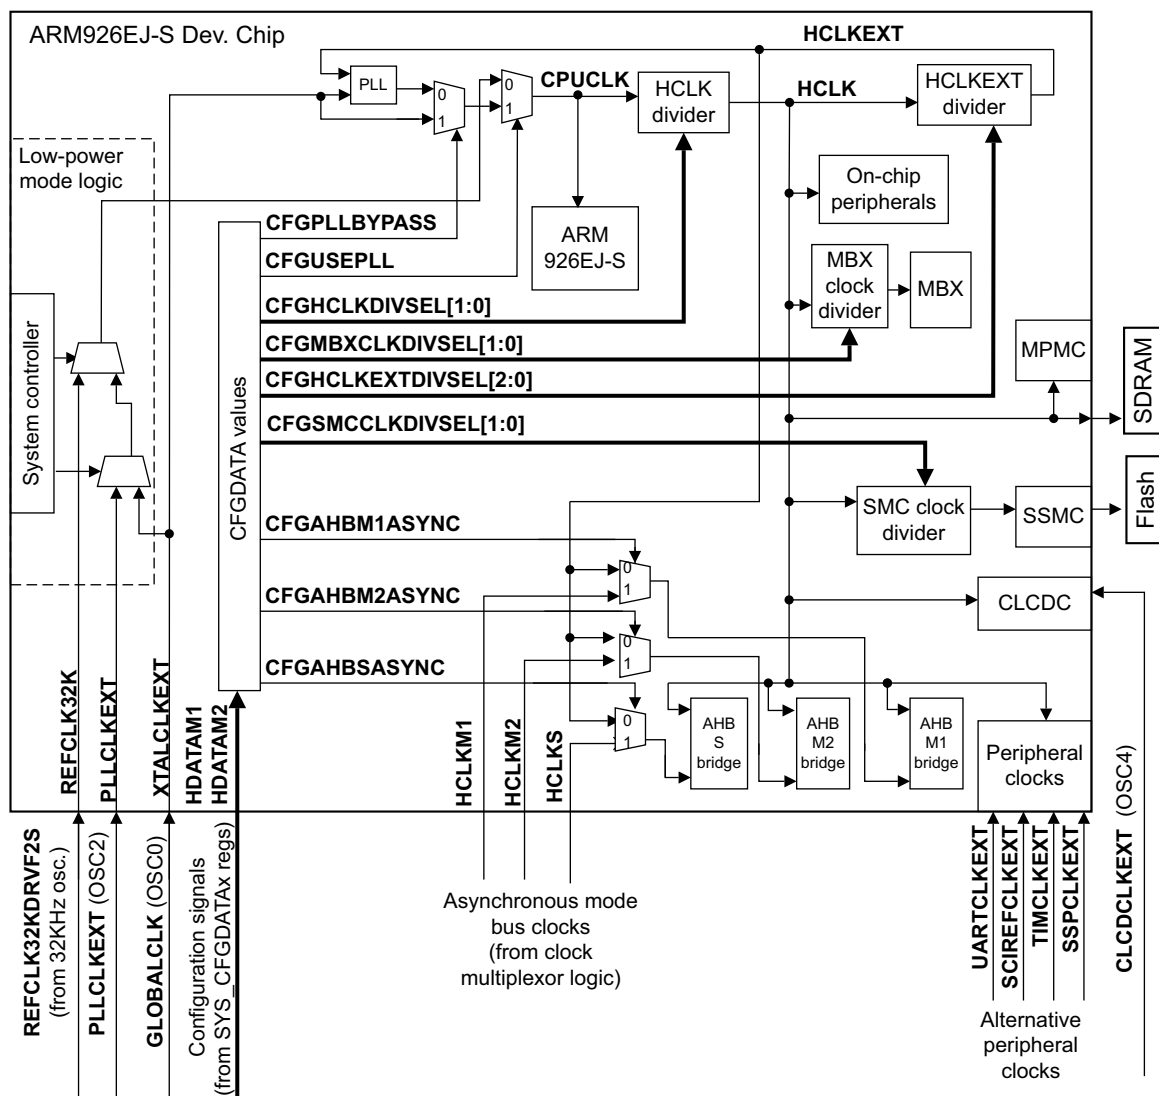 ARM926EJ-S Dev. Chip
HCLKEXT
PLL
0
1
0
1
CPUCLK
HCLK
divider
HCLK
HCLKEXT
divider
Low-power
mode logic
On-chip
peripherals
CFGPLLBYPASS
CFGUSEPLL
ARM
926EJ-S
MBX
clock
divider
MBX
CFGHCLKDIVSEL[1:0]
CFGMBXCLKDIVSEL[1:0]
CFGHCLKEXTDIVSEL[2:0]
CFGSMCCLKDIVSEL[1:0]
System controller
CFGDATA values
MPMC
SDRAM
SMC clock
divider
SSMC
Flash
CFGAHBM1ASYNC
0
1
CFGAHBM2ASYNC
0
1
CLCDC
CFGAHBSASYNC
0
1
AHB
S
bridge
AHB
M2
bridge
AHB
M1
bridge
Peripheral
clocks
REFCLK32K
PLLCLKEXT
XTALCLKEXT
HDATAM1
HDATAM2
HCLKM1
HCLKM2
HCLKS
REFCLK32KDRVF2S
(from 32KHz osc.)
PLLCLKEXT (OSC2)
GLOBALCLK (OSC0)
Configuration signals
(from SYS_CFGDATAx regs)
Asynchronous mode
bus clocks
(from clock
multiplexor logic)
UARTCLKEXT
SCIREFCLKEXT
TIMCLKEXT
SSPCLKEXT
CLCDCLKEXT (OSC4)
Alternative
peripheral
clocks